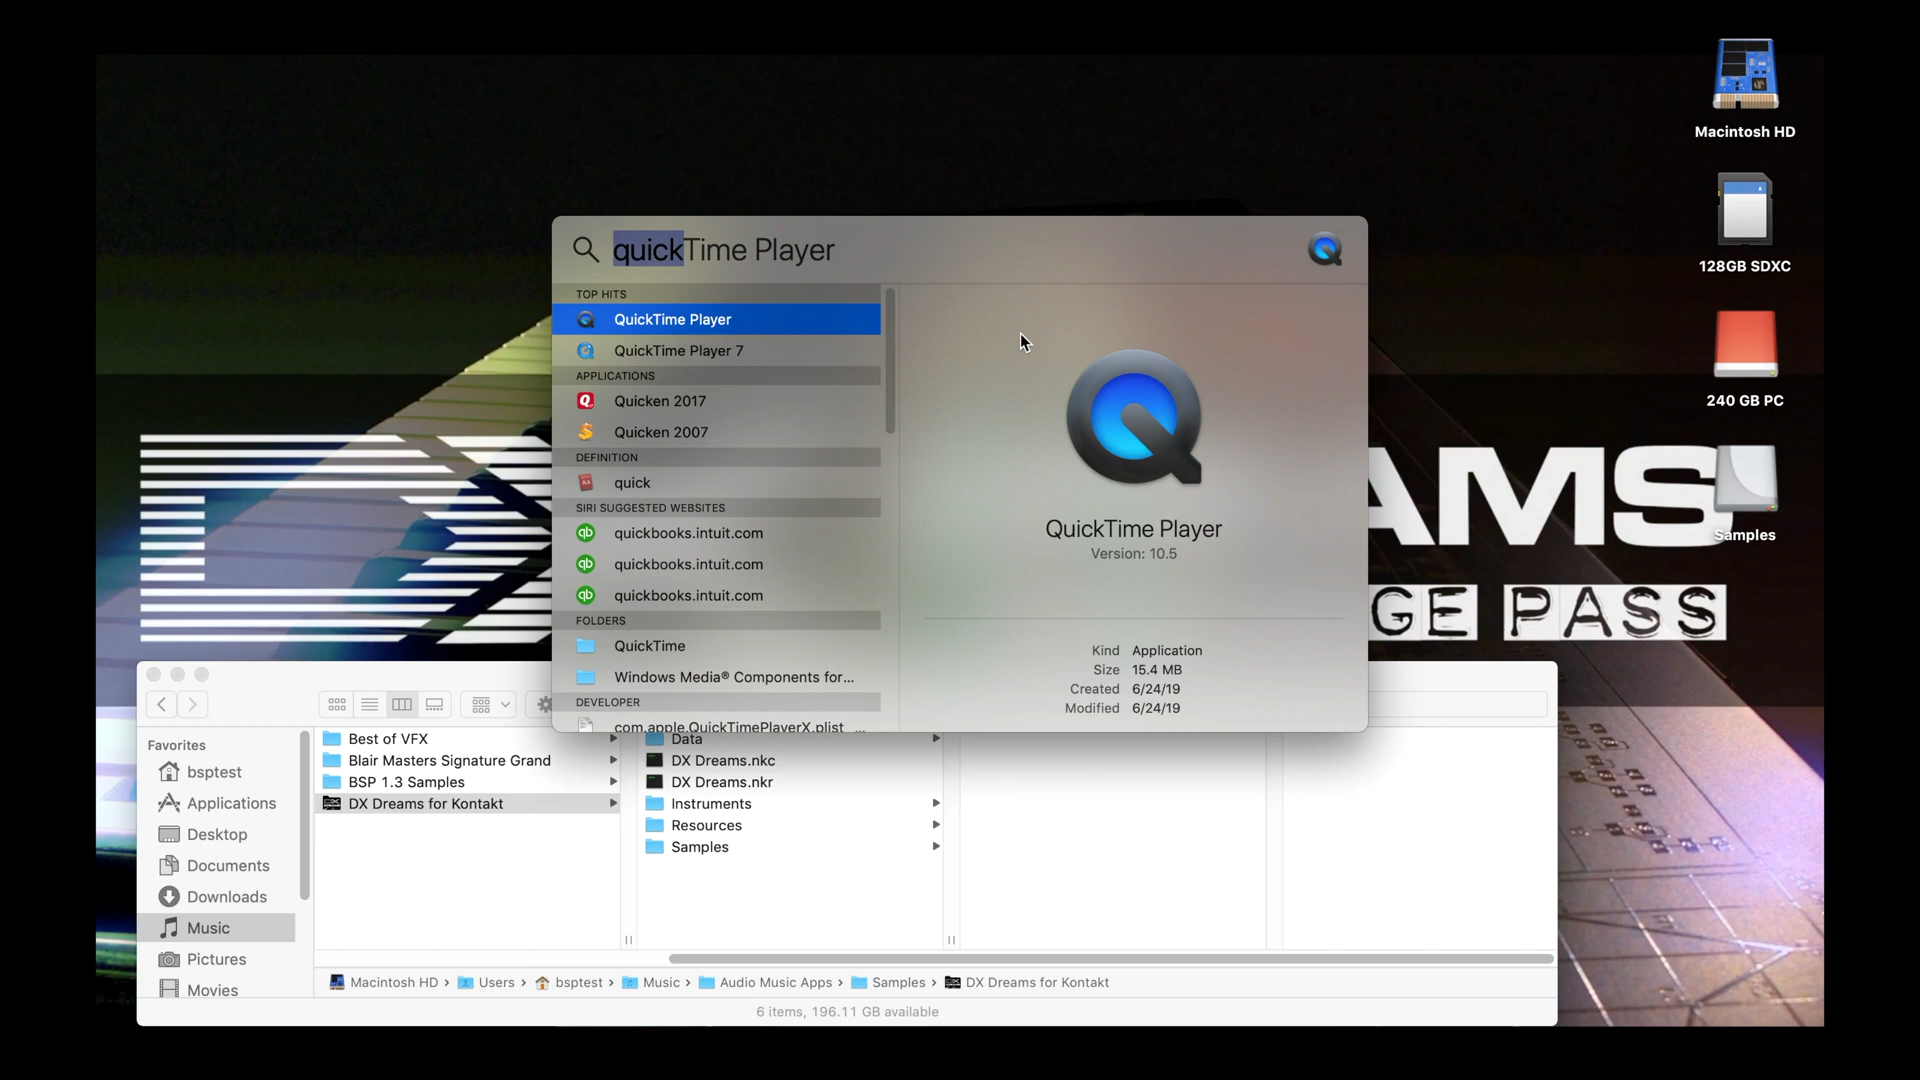 Macintosh HD
128GB SDXC
240 GB PC
Samples
AMS
GE PASS
quickTime Player
TOP HITS
QuickTime Player
QuickTime Player 7
APPLICATIONS
Quicken 2017
Quicken 2007
DEFINITION
quick
SIRI SUGGESTED WEBSITES
quickbooks.intuit.com
quickbooks.intuit.com
quickbooks.intuit.com
FOLDERS
QuickTime
Windows Media® Components for...
DEVELOPER
com.apple.QuickTimePlayerX.plist ...
QuickTime Player
Version: 10.5
Kind Application
Size 15.4 MB
Created 6/24/19
Modified 6/24/19
Favorites
bsptest
Applications
Desktop
Documents
Downloads
Music
Pictures
Movies
Best of VFX
Blair Masters Signature Grand
BSP 1.3 Samples
DX Dreams for Kontakt
Data
DX Dreams.nkc
DX Dreams.nkr
Instruments
Resources
Samples
Macintosh HD › Users › bsptest › Music › Audio Music Apps › Samples › DX Dreams for Kontakt
6 items, 196.11 GB available